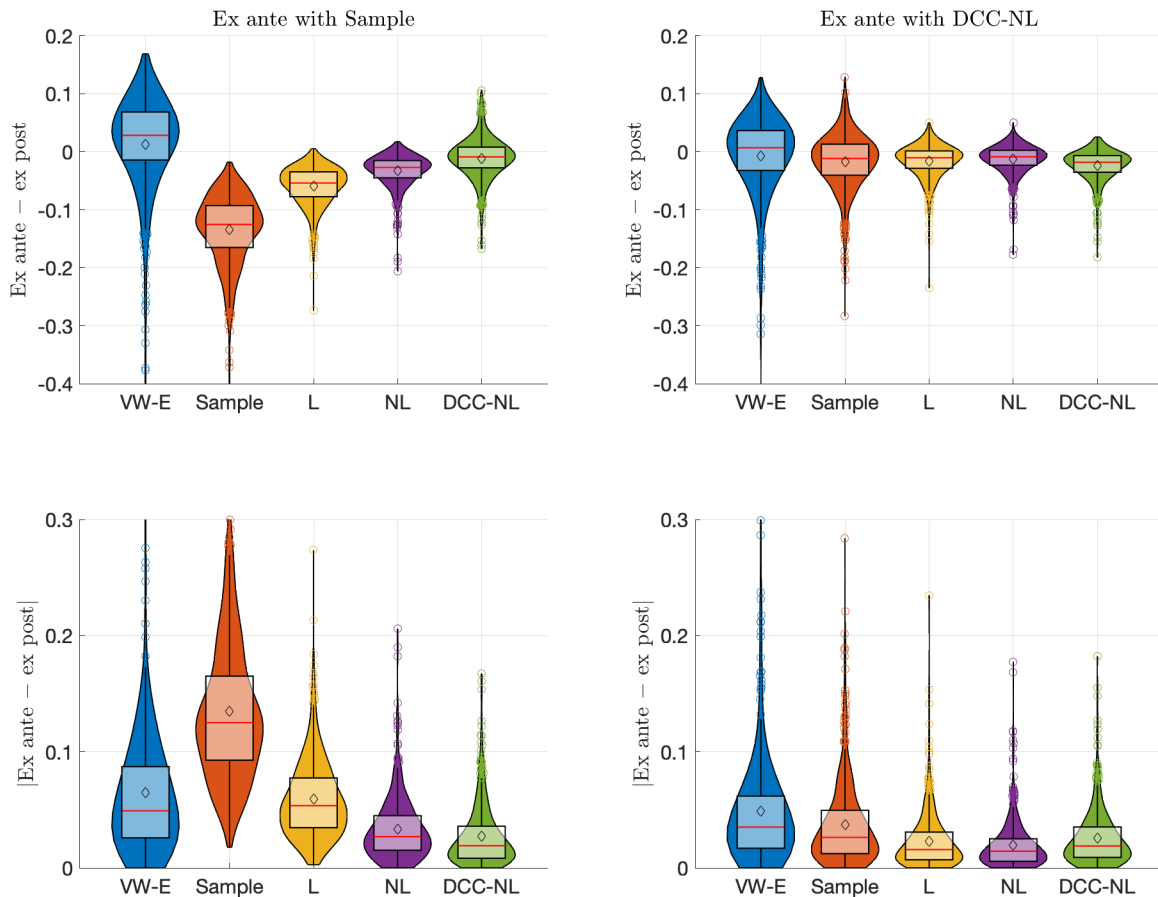 Ex ante with Sample
0.2
0.1
0
-0.1
-0.2
-0.3
-0.4
Ex ante − ex post
VW-E Sample L NL DCC-NL
Ex ante with DCC-NL
0.2
0.1
0
-0.1
-0.2
-0.3
-0.4
Ex ante − ex post
VW-E Sample L NL DCC-NL
0.3
0.2
0.1
0
|Ex ante − ex post|
VW-E Sample L NL DCC-NL
0.3
0.2
0.1
0
|Ex ante − ex post|
VW-E Sample L NL DCC-NL